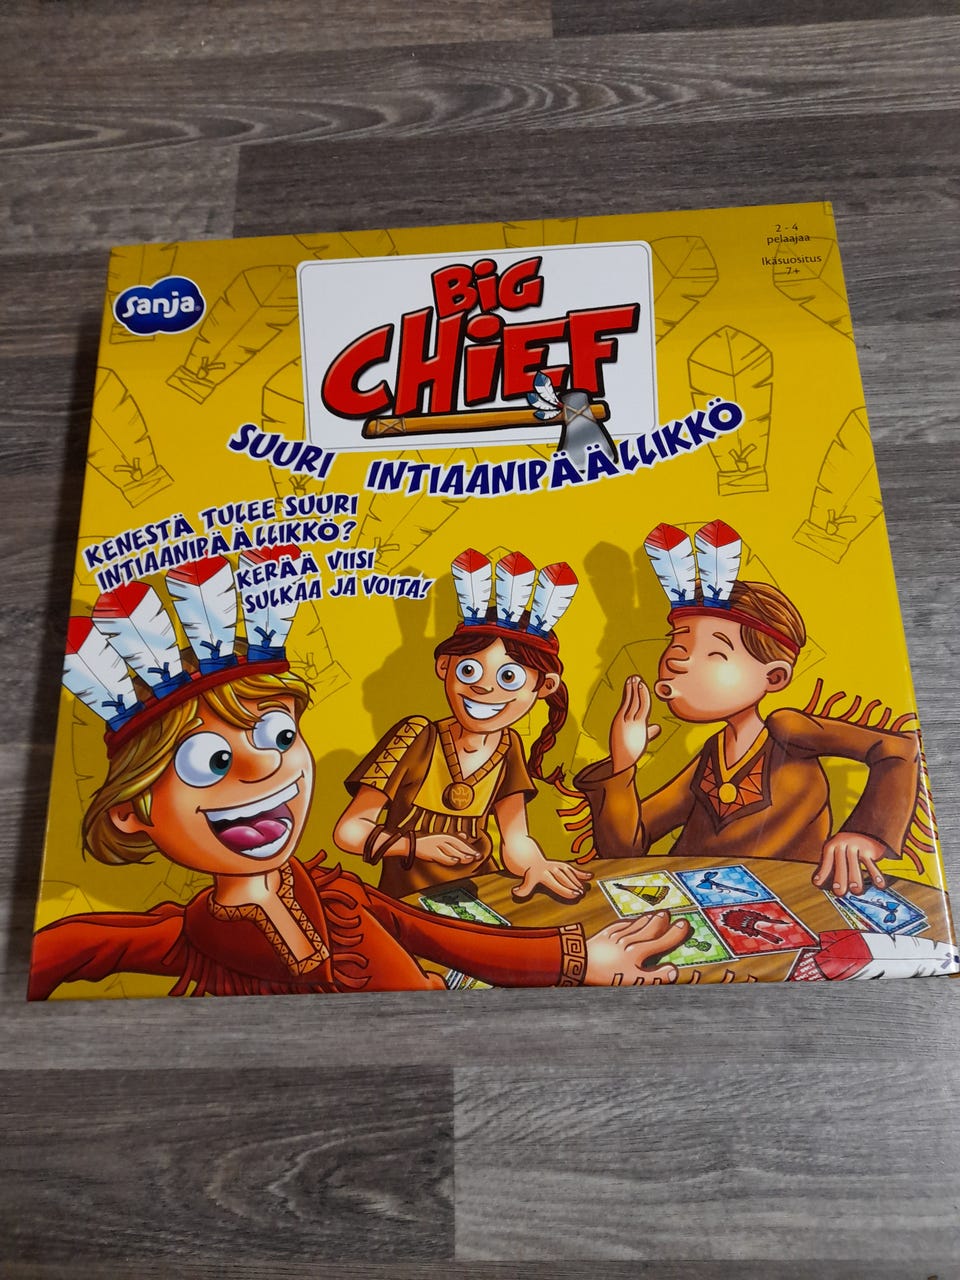 2 - 4
pelaajaa
Ikäsuositus
7+
Sanja
BiG
CHiEF
SUURI INTIAANIPÄÄLLIKKÖ
KENESTÄ TULEE SUURI
INTIAANIPÄÄLLIKKÖ?
KERÄÄ VIISI
SULKAA JA VOITA!